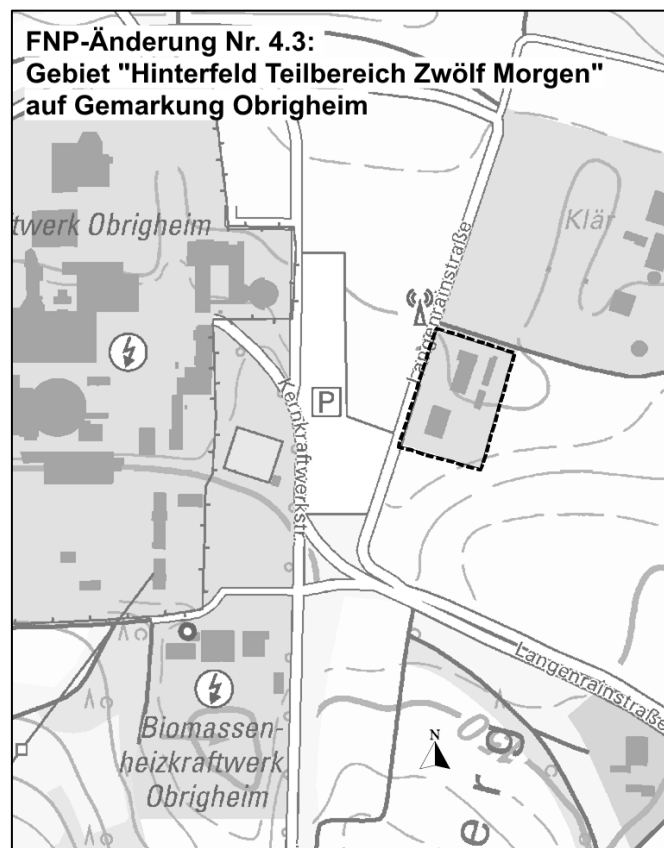 FNP-Änderung Nr. 4.3:
Gebiet "Hinterfeld Teilbereich Zwölf Morgen"
auf Gemarkung Obrigheim
twerk Obrigheim
Klär
Langenrainstraße
Kernkraftwerkstr.
P
Langenrainstraße
Biomassen-
heizkraftwerk
Obrigheim
N
erg